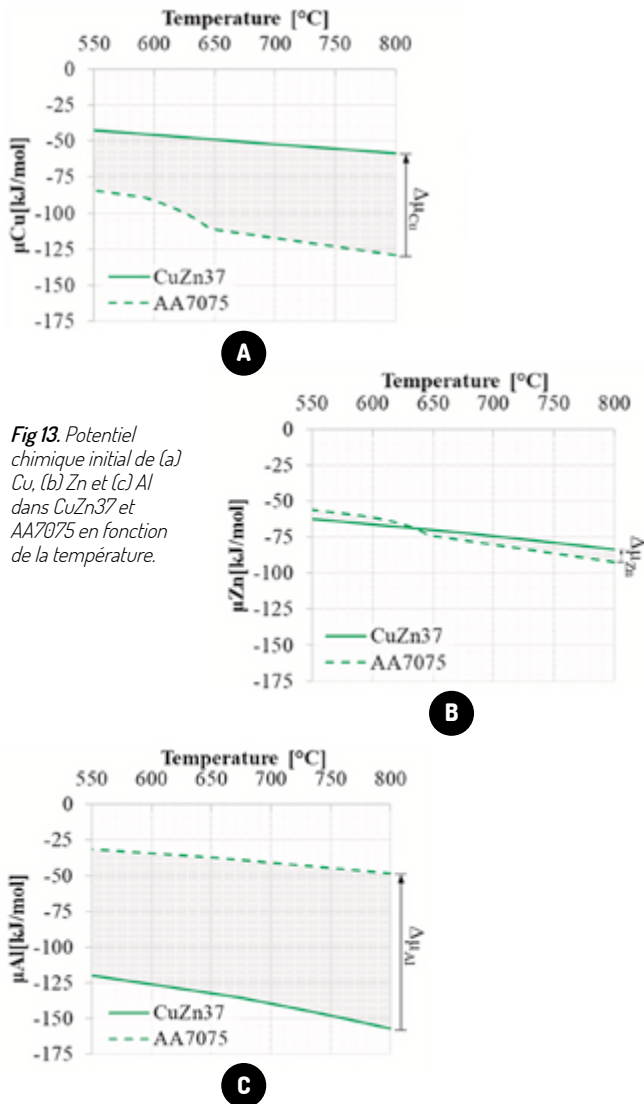 Temperature [°C]
550 600 650 700 750 800
0
-25
-50
-75
-100
-125
-150
-175
µCu[kJ/mol]
ΔµCu
CuZn37
AA7075
A
Fig 13. Potentiel
chimique initial de (a)
Cu, (b) Zn et (c) Al
dans CuZn37 et
AA7075 en fonction
de la température.
Temperature [°C]
550 600 650 700 750 800
0
-25
-50
-75
-100
-125
-150
-175
µZn[kJ/mol]
ΔµZn
CuZn37
AA7075
B
Temperature [°C]
550 600 650 700 750 800
0
-25
-50
-75
-100
-125
-150
-175
µAl[kJ/mol]
ΔµAl
CuZn37
AA7075
C